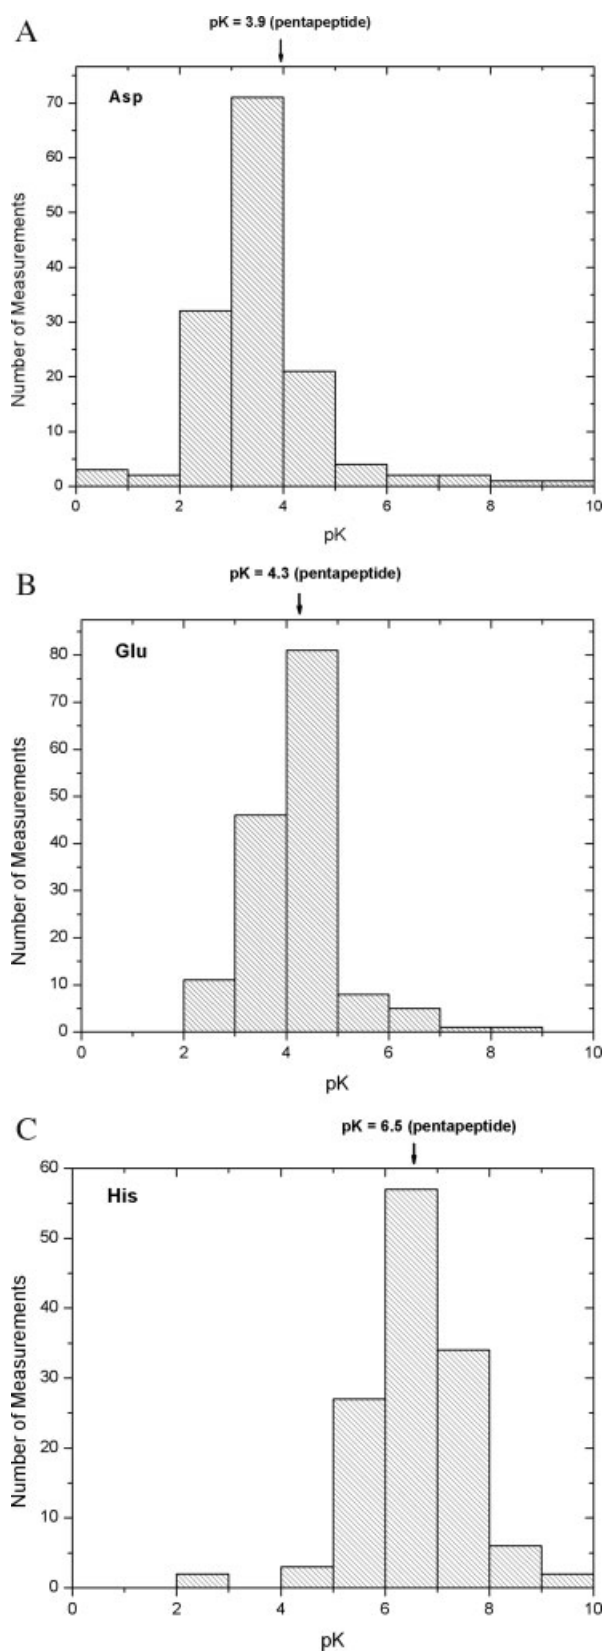 A
pK = 3.9 (pentapeptide)
Asp
Number of Measurements
70
60
50
40
30
20
10
0
0 2 4 6 8 10
pK
B
pK = 4.3 (pentapeptide)
Glu
Number of Measurements
80
70
60
50
40
30
20
10
0
0 2 4 6 8 10
pK
C
pK = 6.5 (pentapeptide)
His
Number of Measurements
60
50
40
30
20
10
0
0 2 4 6 8 10
pK